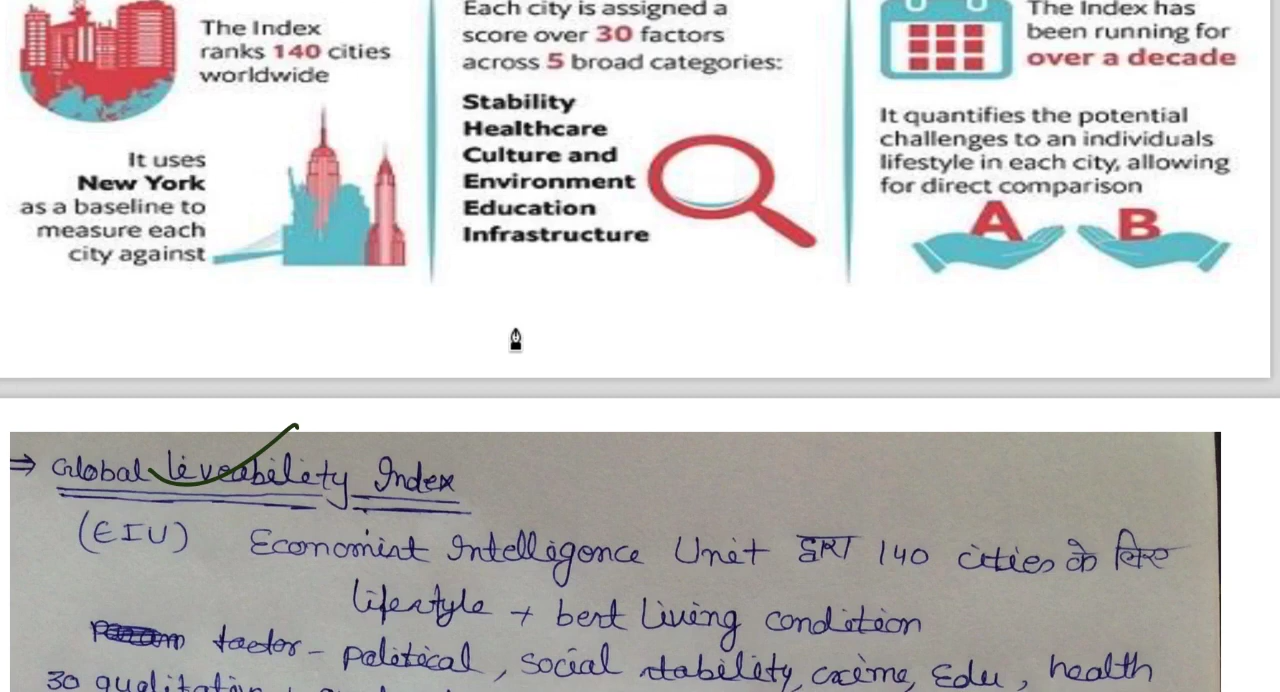 The Index
ranks 140 cities
worldwide
It uses
New York
as a baseline to
measure each
city against
Each city is assigned a
score over 30 factors
across 5 broad categories:
Stability
Healthcare
Culture and
Environment
Education
Infrastructure
The Index has
been running for
over a decade
It quantifies the potential
challenges to an individuals
lifestyle in each city, allowing
for direct comparison
A B
⇒ Global Liveability Index
(EIU) Economist Intelligence Unit द्वारा 140 cities के लिए
lifestyle + best living condition
factor - political, social stability, crime, Edu, health
30 qualitative